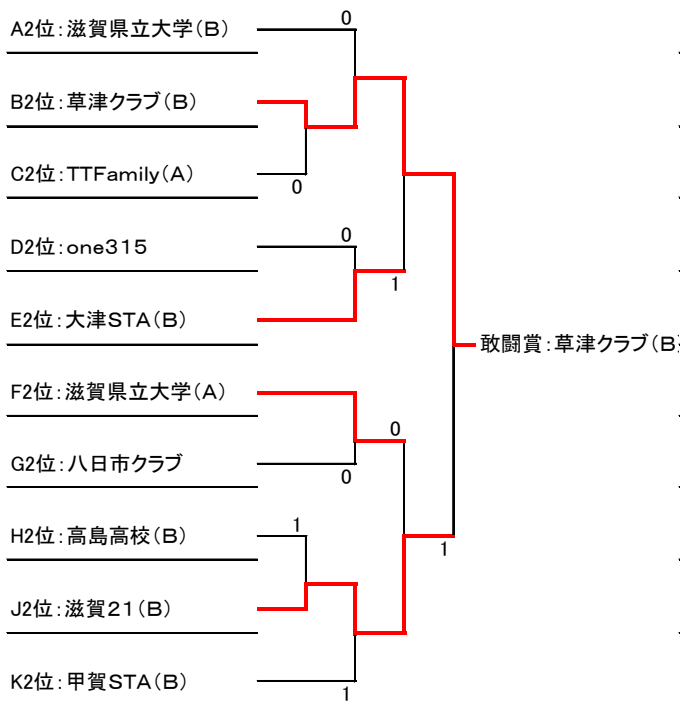 0
A2位:滋賀県立大学(B)
B2位:草津クラブ(B)
C2位:TTFamily(A)
0
0
D2位:one315
1
E2位:大津STA(B)
敢闘賞:草津クラブ(B)
F2位:滋賀県立大学(A)
0
G2位:八日市クラブ
0
1
H2位:高島高校(B)
1
J2位:滋賀21(B)
K2位:甲賀STA(B)
1